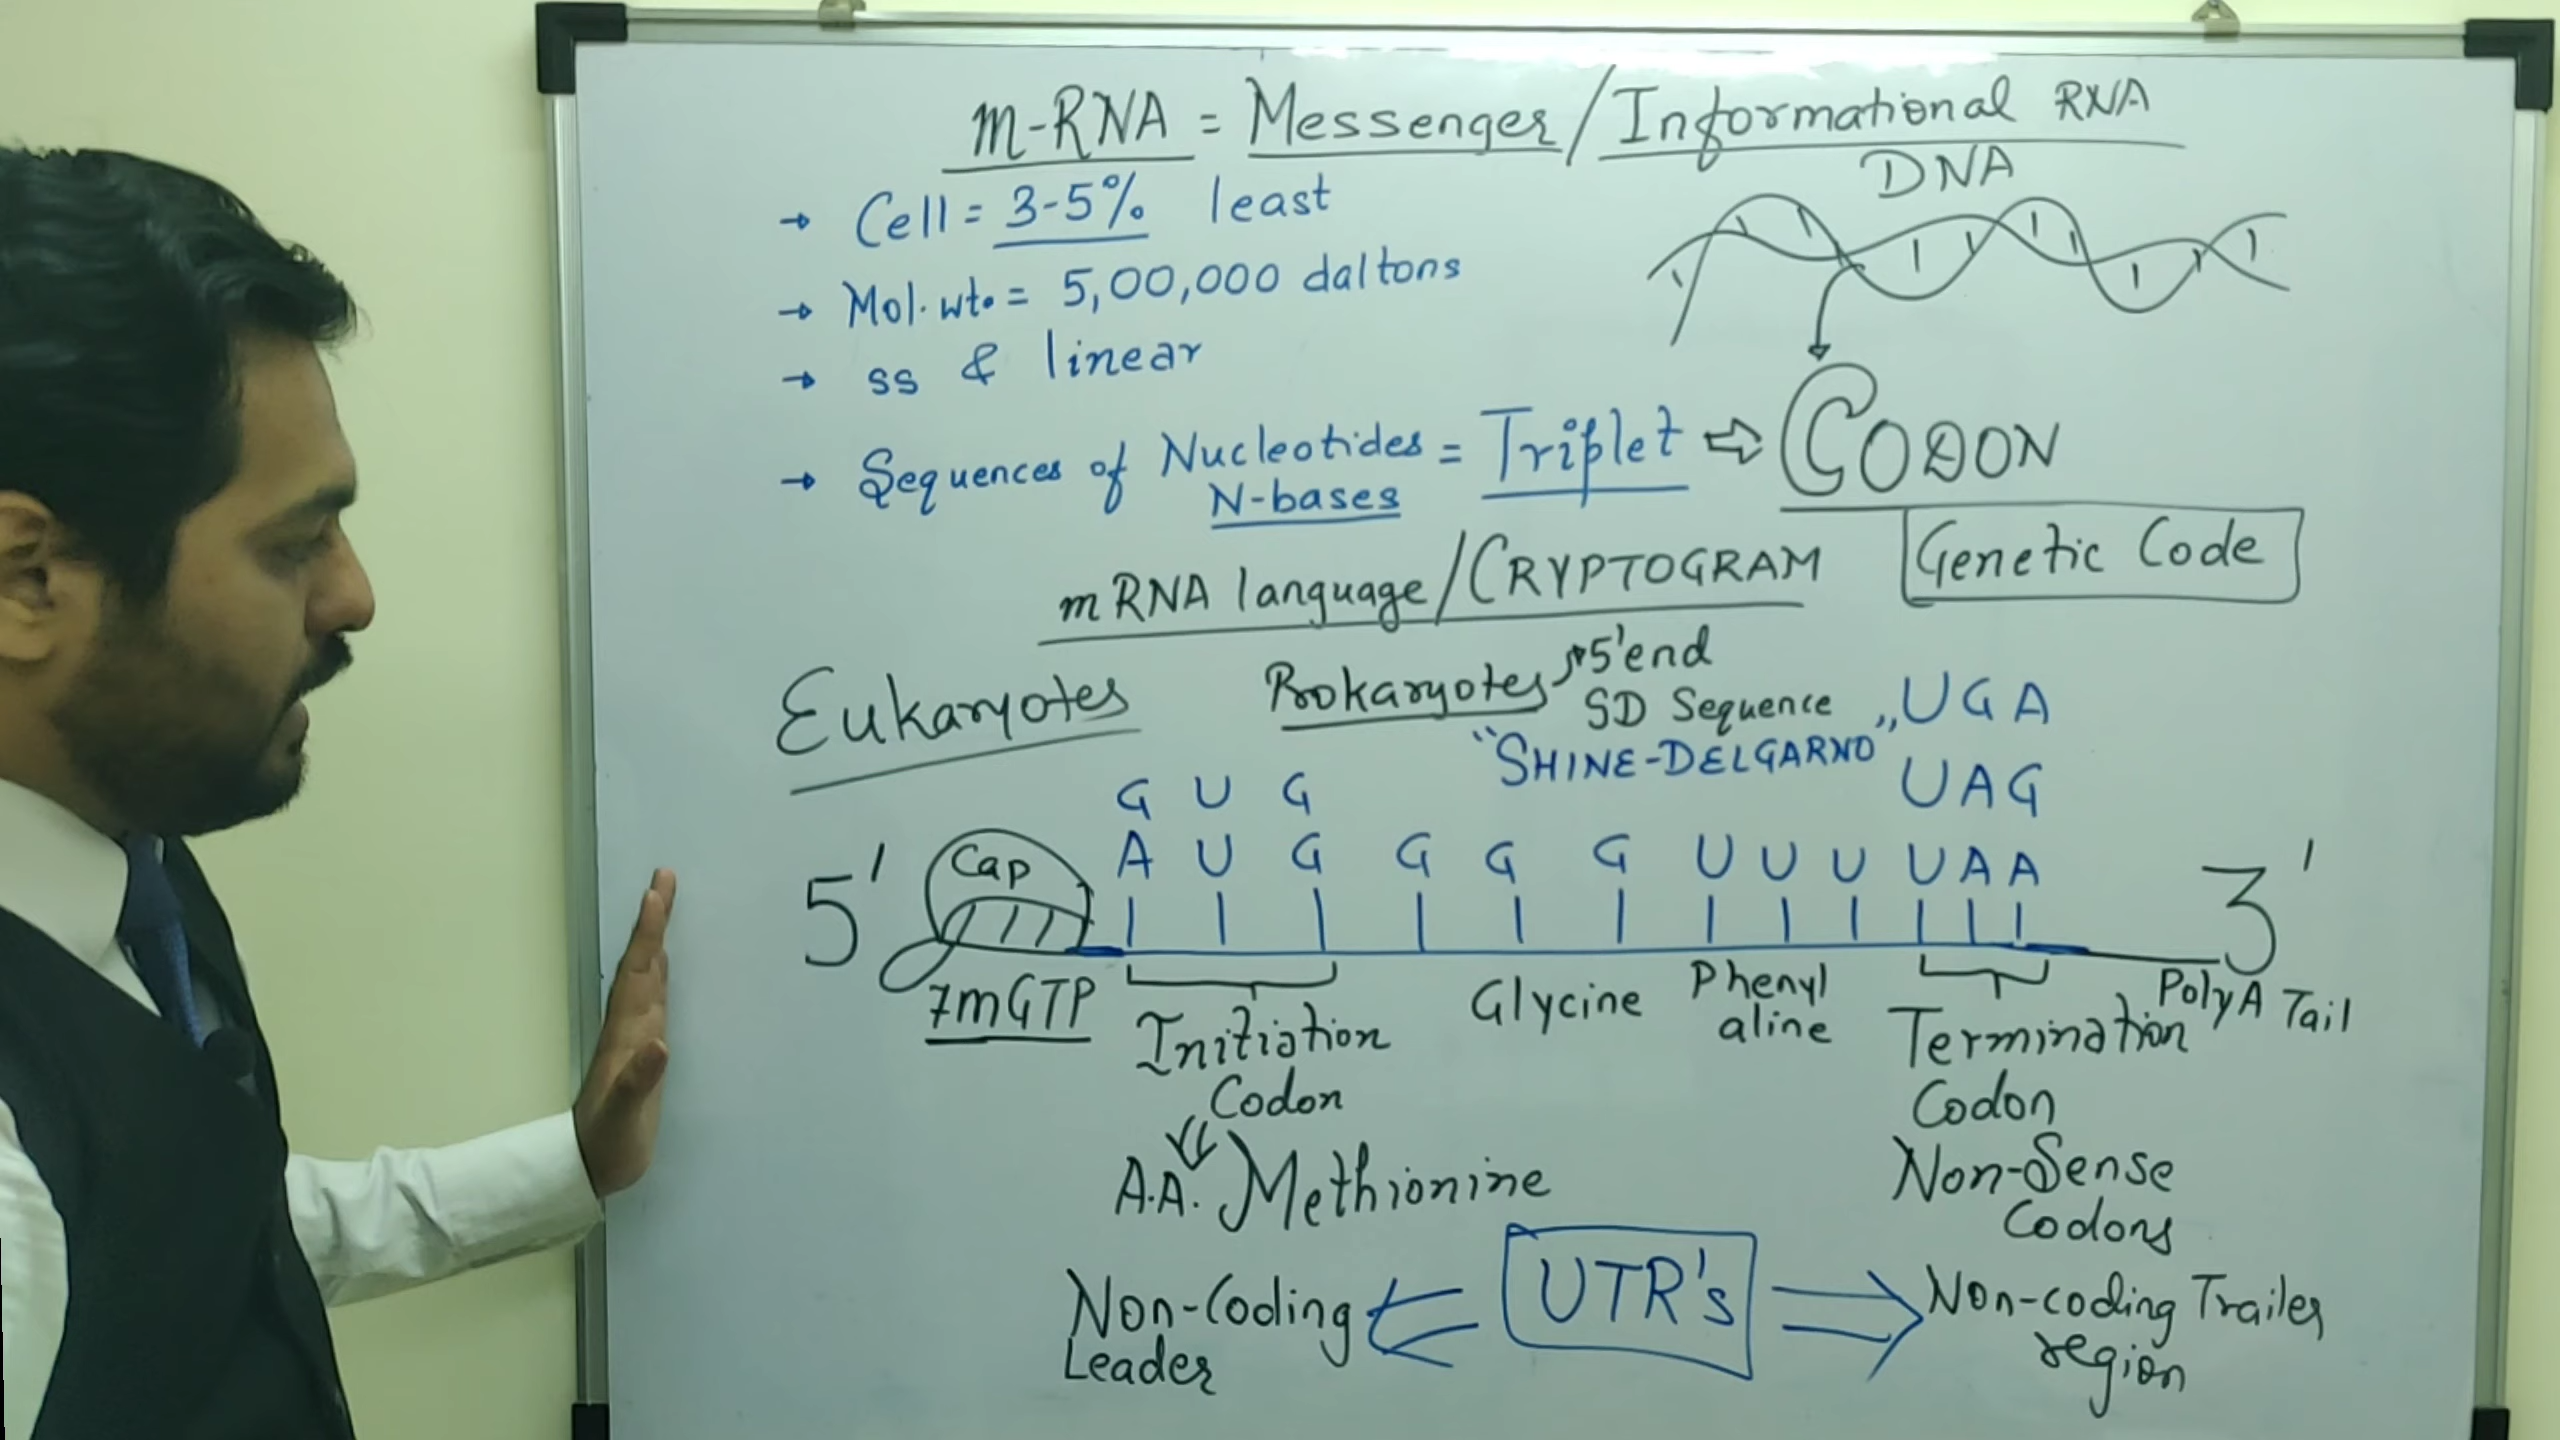 m-RNA = Messenger/Informational RNA
DNA
→ Cell = 3-5% least
→ Mol. wt. = 5,00,000 daltons
→ ss & linear
→ Sequences of Nucleotides = Triplet ⇨ CODON
N-bases
Genetic Code
mRNA language/CRYPTOGRAM
Eukaryotes
Prokaryotes → 5' end
SD Sequence
"SHINE-DELGARNO"
UGA
UAG
G U G
5' Cap A U G G G G U U U U A A 3'
7mGTP
Initiation
Codon
Glycine
Phenyl
aline
Termination
Codon
Poly A Tail
A.A. Methionine
Non-Sense
Codons
Non-Coding
Leader
UTR's
Non-coding Trailer
region